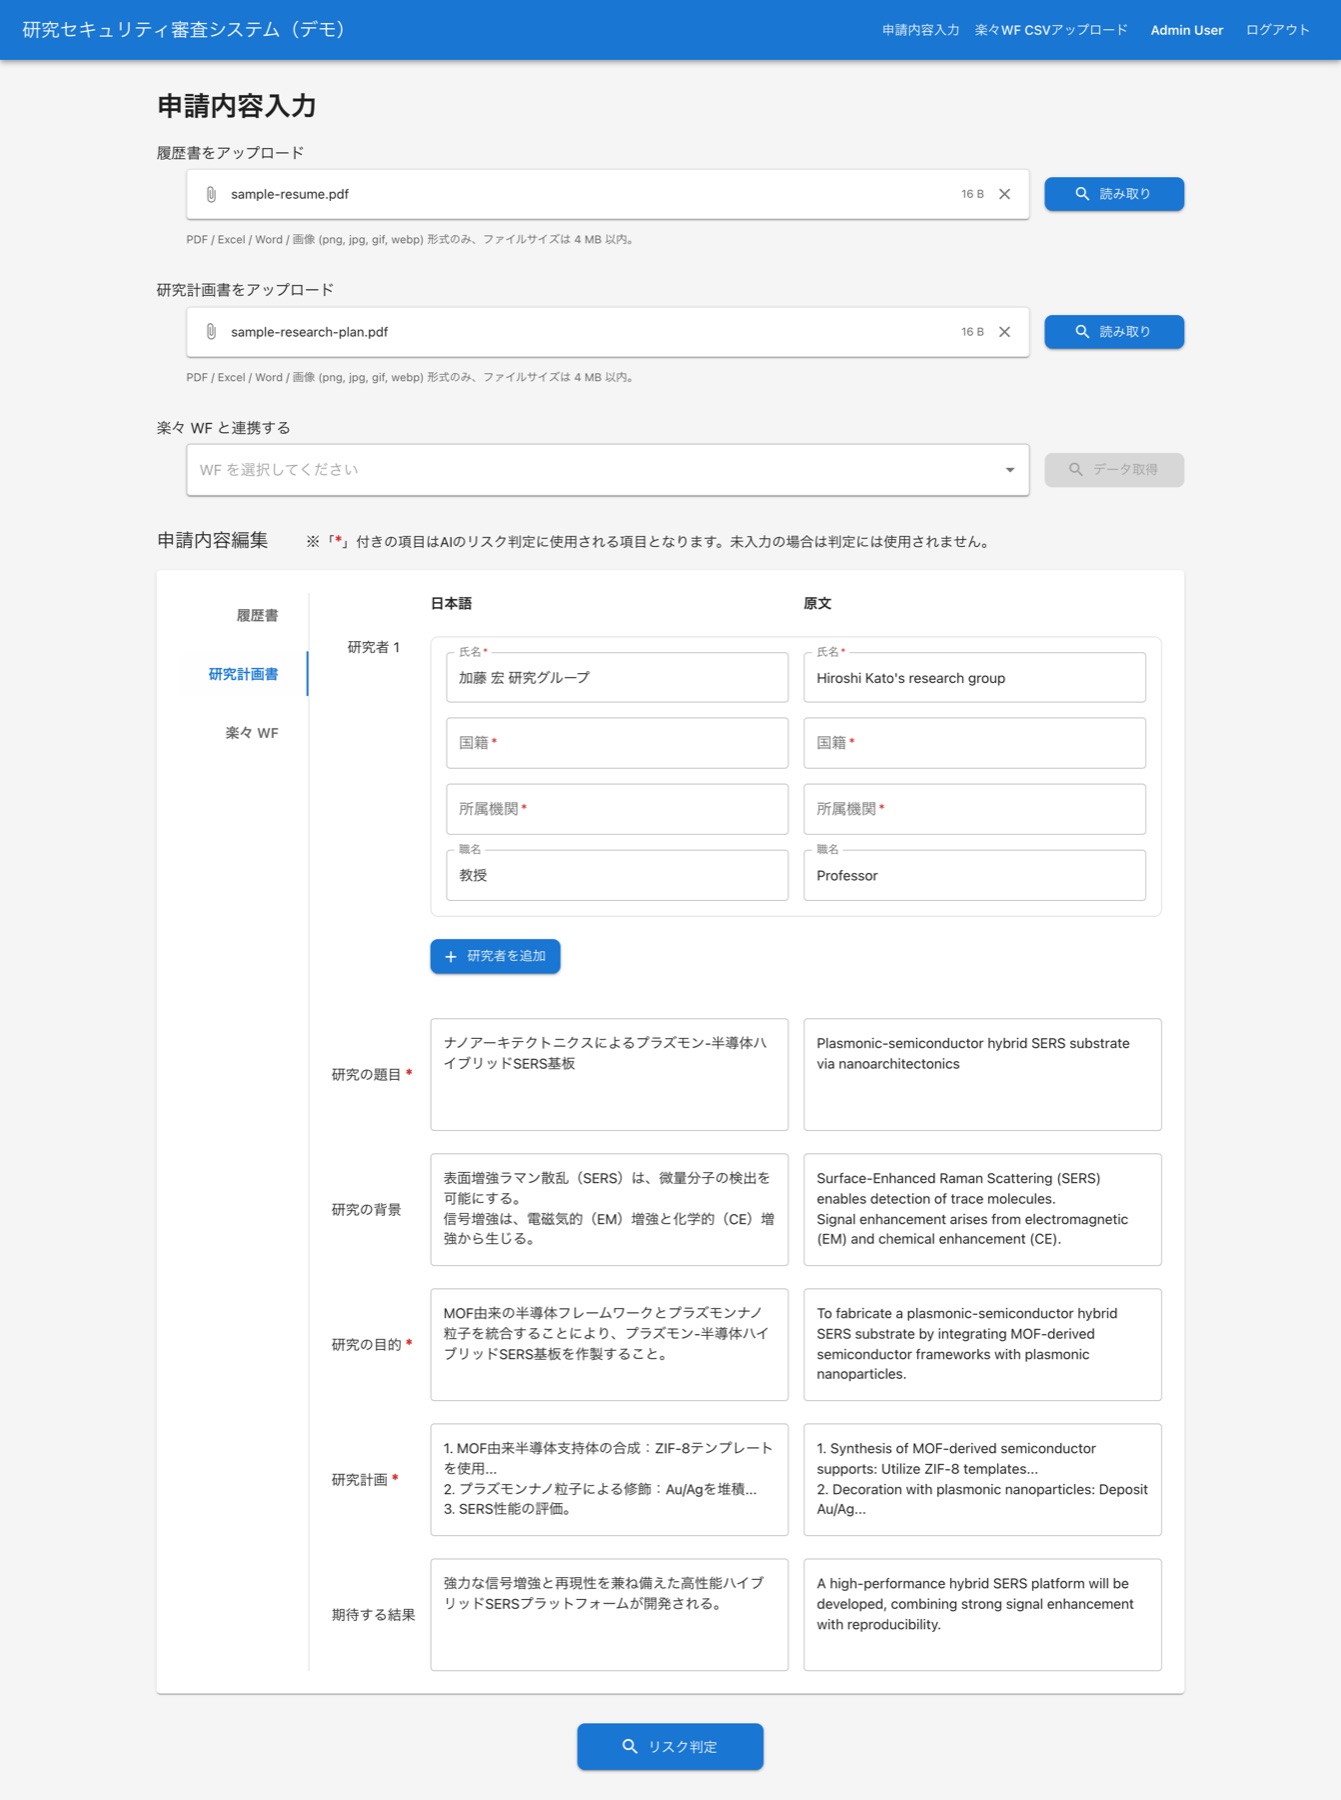 研究セキュリティ審査システム（デモ）
申請内容入力 楽々WF CSVアップロード Admin User ログアウト
申請内容入力
履歴書をアップロード
sample-resume.pdf 16 B
読み取り
PDF / Excel / Word / 画像 (png, jpg, gif, webp) 形式のみ、ファイルサイズは 4 MB 以内。
研究計画書をアップロード
sample-research-plan.pdf 16 B
読み取り
PDF / Excel / Word / 画像 (png, jpg, gif, webp) 形式のみ、ファイルサイズは 4 MB 以内。
楽々 WF と連携する
WF を選択してください
データ取得
申請内容編集 ※「*」付きの項目はAIのリスク判定に使用される項目となります。未入力の場合は判定には使用されません。
履歴書
研究計画書
楽々 WF
日本語 原文
研究者 1
氏名* 氏名*
加藤 宏 研究グループ Hiroshi Kato's research group
国籍* 国籍*
所属機関* 所属機関*
職名 職名
教授 Professor
+ 研究者を追加
研究の題目 *
ナノアーキテクトニクスによるプラズモン-半導体ハ
イブリッドSERS基板
Plasmonic-semiconductor hybrid SERS substrate
via nanoarchitectonics
研究の背景
表面増強ラマン散乱（SERS）は、微量分子の検出を
可能にする。
信号増強は、電磁気的（EM）増強と化学的（CE）増
強から生じる。
Surface-Enhanced Raman Scattering (SERS)
enables detection of trace molecules.
Signal enhancement arises from electromagnetic
(EM) and chemical enhancement (CE).
研究の目的 *
MOF由来の半導体フレームワークとプラズモンナノ
粒子を統合することにより、プラズモン-半導体ハイ
ブリッドSERS基板を作製すること。
To fabricate a plasmonic-semiconductor hybrid
SERS substrate by integrating MOF-derived
semiconductor frameworks with plasmonic
nanoparticles.
研究計画 *
1. MOF由来半導体支持体の合成：ZIF-8テンプレート
を使用...
2. プラズモンナノ粒子による修飾：Au/Agを堆積...
3. SERS性能の評価。
1. Synthesis of MOF-derived semiconductor
supports: Utilize ZIF-8 templates...
2. Decoration with plasmonic nanoparticles: Deposit
Au/Ag...
期待する結果
強力な信号増強と再現性を兼ね備えた高性能ハイブ
リッドSERSプラットフォームが開発される。
A high-performance hybrid SERS platform will be
developed, combining strong signal enhancement
with reproducibility.
リスク判定